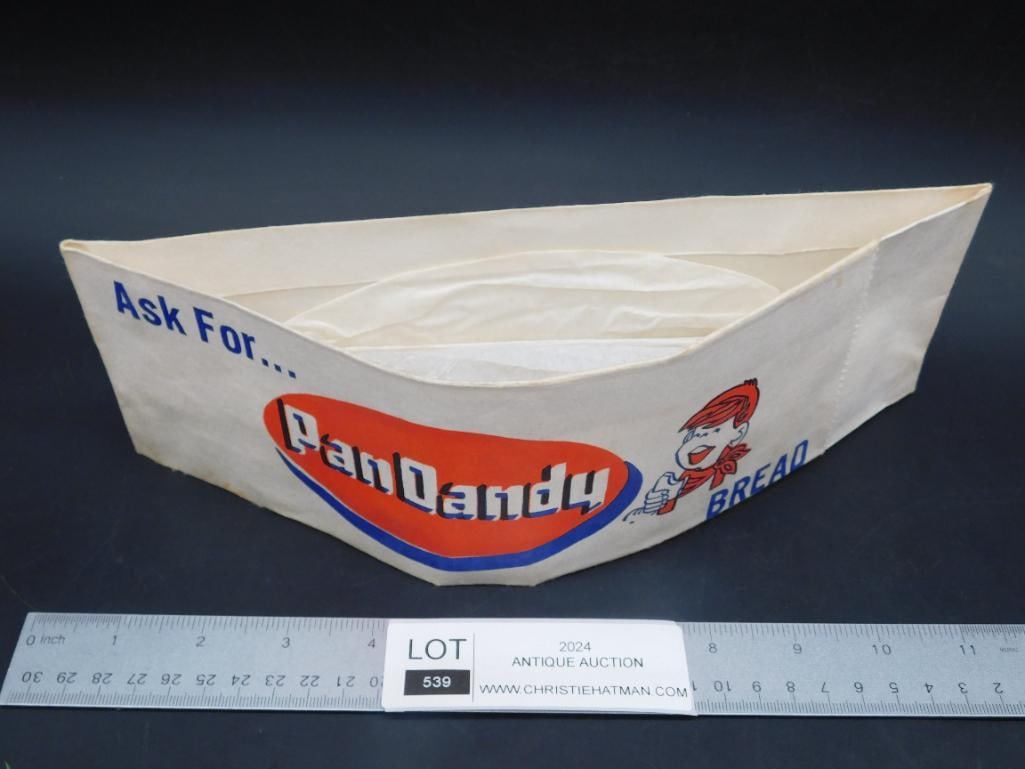 Ask For...
PanDandy
BREAD
0 inch 1 2 3 4 8 9 10 11
30 29 28 27 26 25 24 23 22 21 20 10 9 8 7 6 5 4 3 2
LOT
539
2024
ANTIQUE AUCTION
WWW.CHRISTIEHATMAN.COM